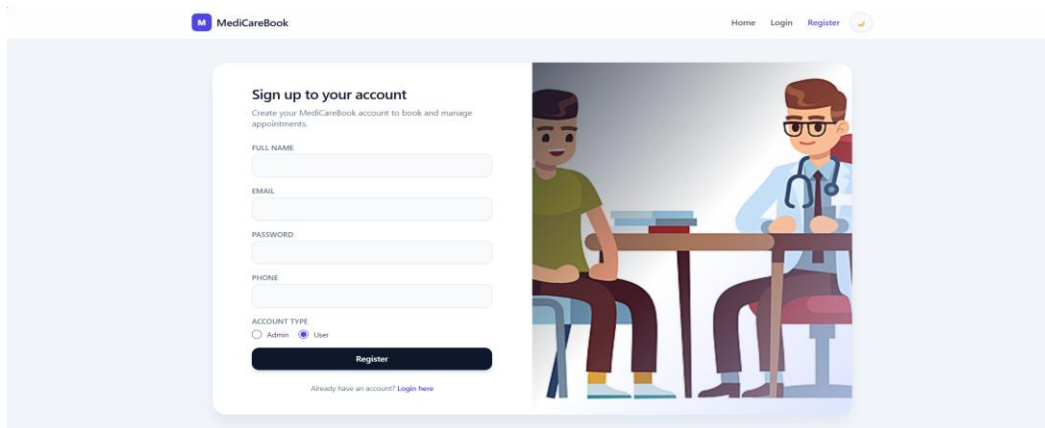 M MediCareBook Home Login Register
Sign up to your account
Create your MediCareBook account to book and manage
appointments.
FULL NAME
EMAIL
PASSWORD
PHONE
ACCOUNT TYPE
Admin User
Register
Already have an account? Login here